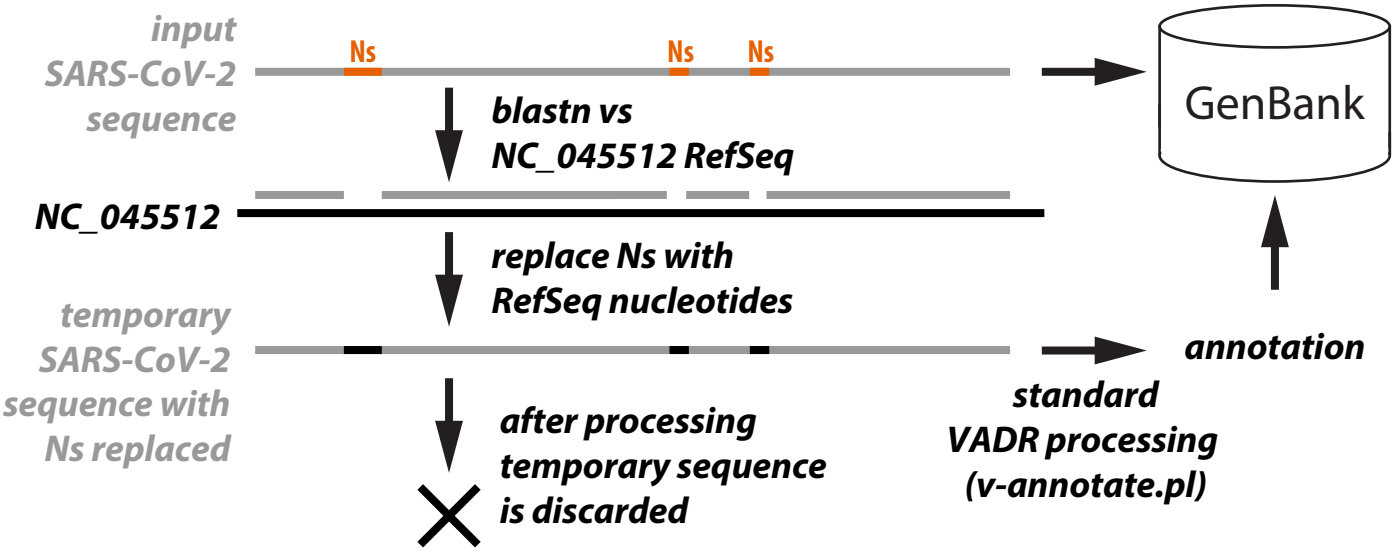 input
SARS-CoV-2
sequence
Ns
Ns
Ns
GenBank
blastn vs
NC_045512 RefSeq
NC_045512
replace Ns with
RefSeq nucleotides
temporary
SARS-CoV-2
sequence with
Ns replaced
annotation
standard
VADR processing
(v-annotate.pl)
after processing
temporary sequence
is discarded